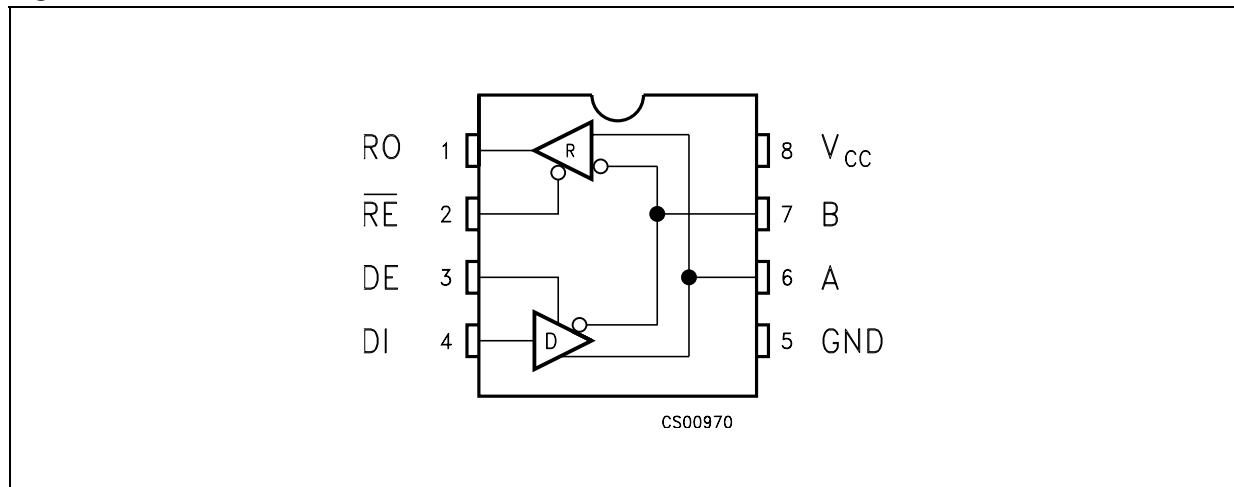 RO 1 R 8 VCC
RE 2 7 B
DE 3 6 A
DI 4 D 5 GND
CS00970